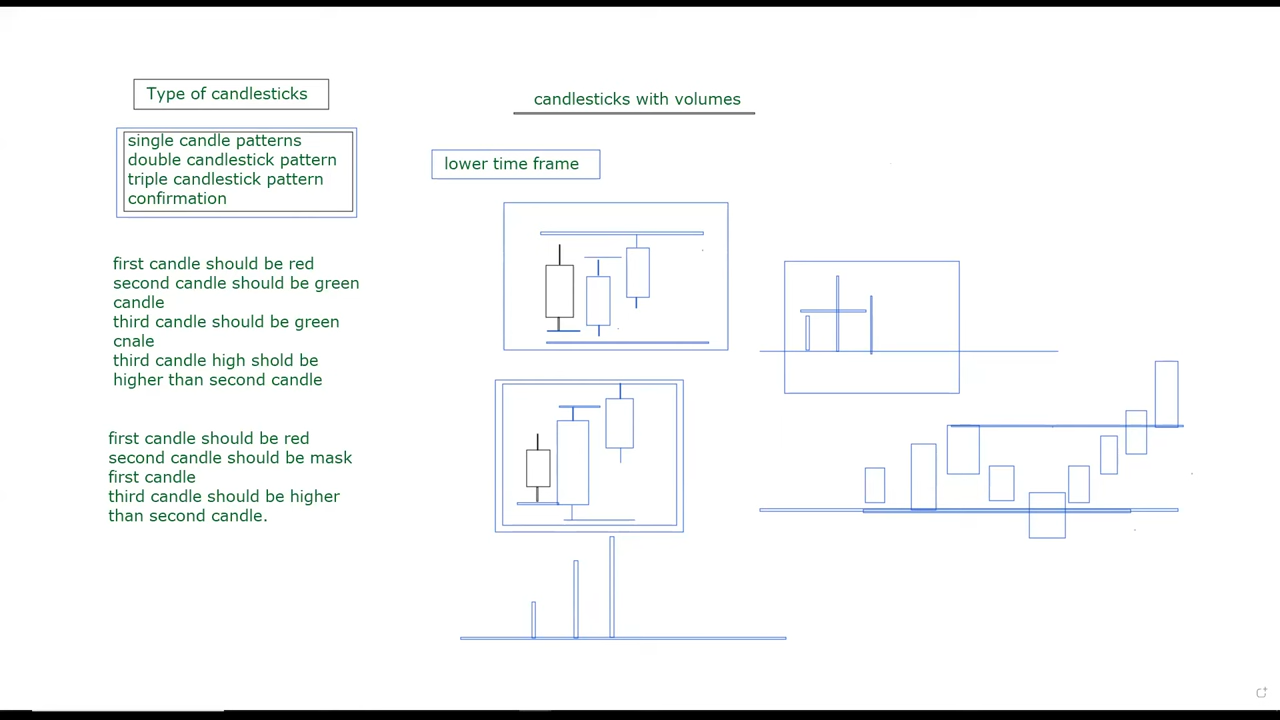 Type of candlesticks
candlesticks with volumes
single candle patterns
double candlestick pattern
triple candlestick pattern
confirmation
lower time frame
first candle should be red
second candle should be green
candle
third candle should be green
cnale
third candle high shold be
higher than second candle
first candle should be red
second candle should be mask
first candle
third candle should be higher
than second candle.